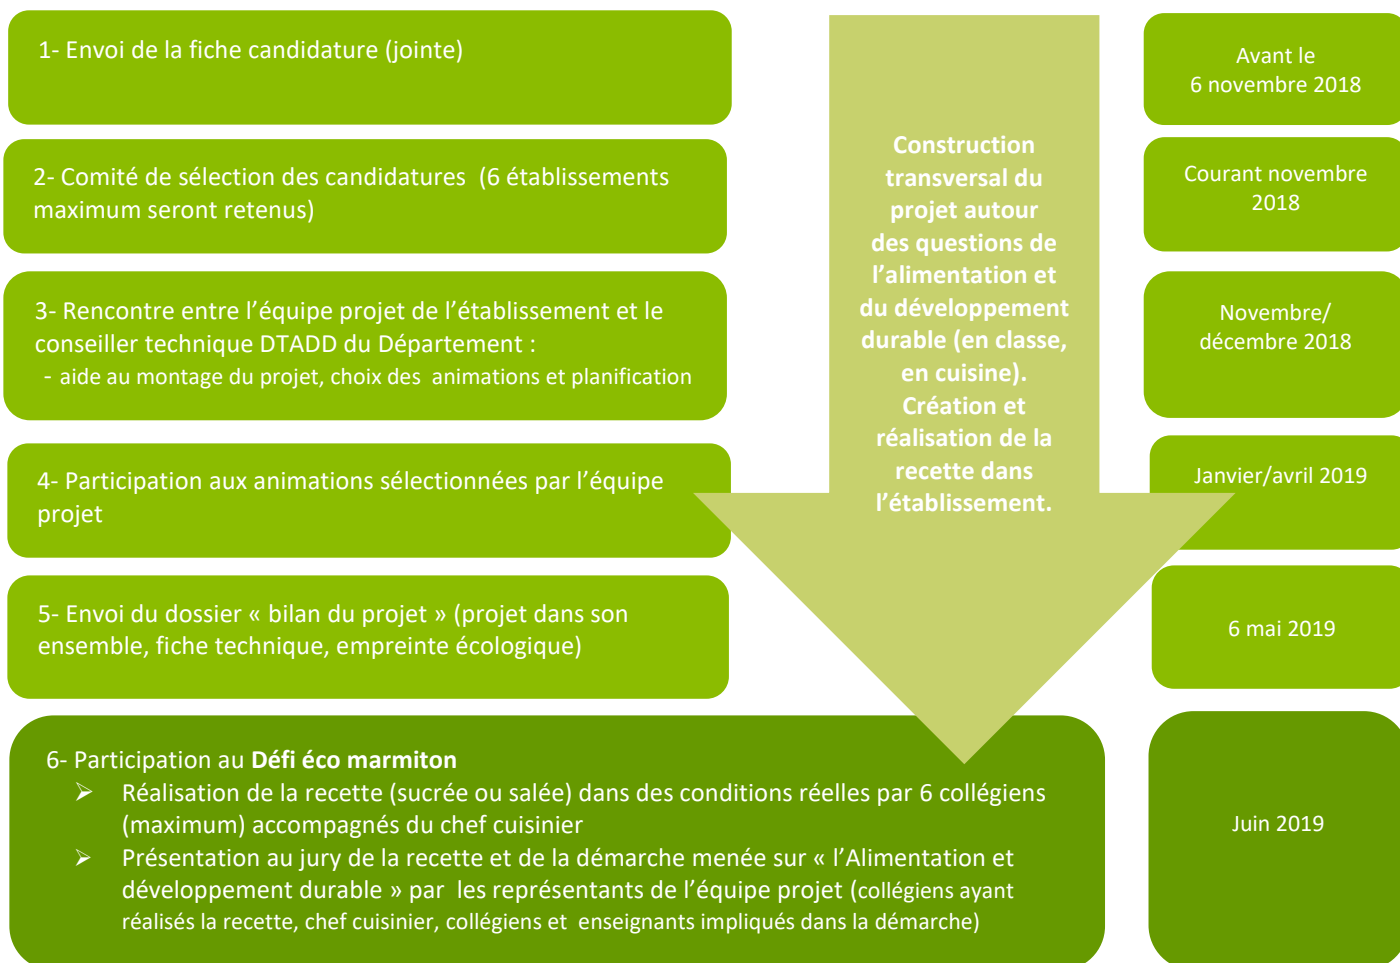 1- Envoi de la fiche candidature (jointe)
Avant le
6 novembre 2018
2- Comité de sélection des candidatures (6 établissements
maximum seront retenus)
Courant novembre
2018
3- Rencontre entre l'équipe projet de l'établissement et le
conseiller technique DTADD du Département :
- aide au montage du projet, choix des animations et planification
Novembre/
décembre 2018
4- Participation aux animations sélectionnées par l'équipe
projet
Janvier/avril 2019
5- Envoi du dossier « bilan du projet » (projet dans son
ensemble, fiche technique, empreinte écologique)
6 mai 2019
Construction
transversal du
projet autour
des questions de
l'alimentation et
du développement
durable (en classe,
en cuisine).
Création et
réalisation de la
recette dans
l'établissement.
6- Participation au Défi éco marmiton
➢ Réalisation de la recette (sucrée ou salée) dans des conditions réelles par 6 collégiens
(maximum) accompagnés du chef cuisinier
➢ Présentation au jury de la recette et de la démarche menée sur « l'Alimentation et
développement durable » par les représentants de l'équipe projet (collégiens ayant
réalisés la recette, chef cuisinier, collégiens et enseignants impliqués dans la démarche)
Juin 2019